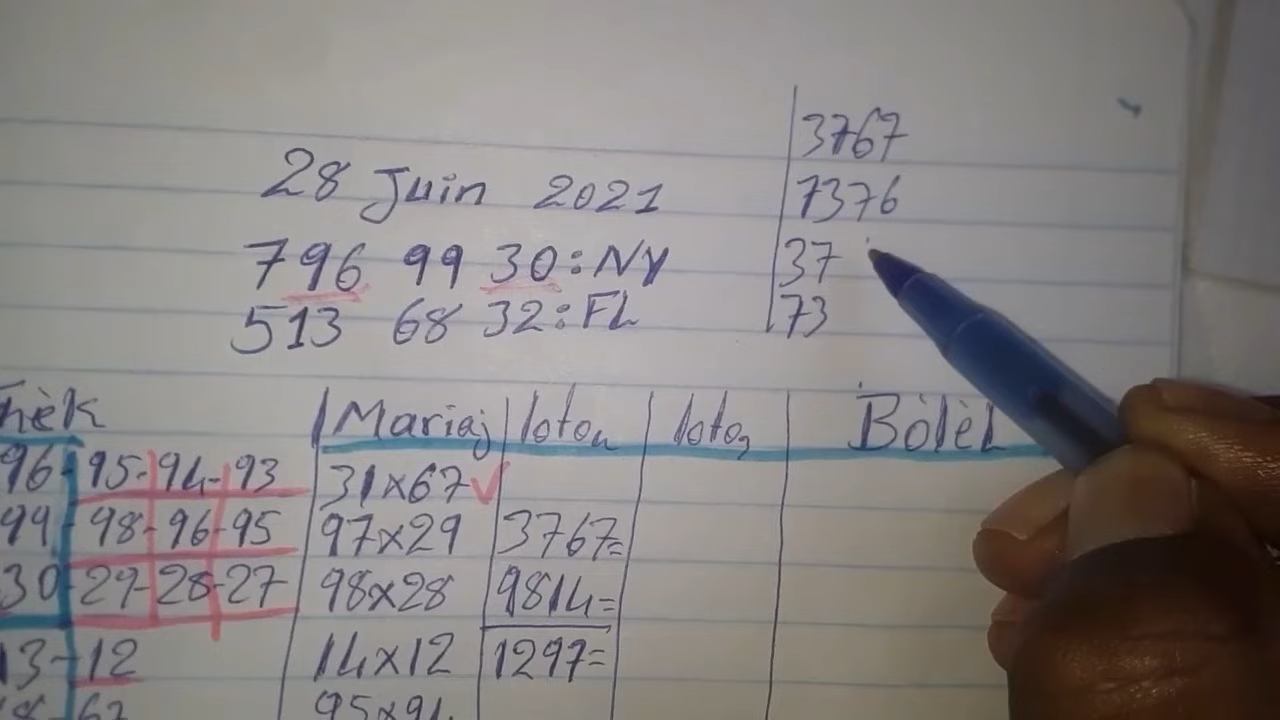 3767
28 Juin 2021
7376
796 99 30:NY
37
513 68 32:FL
73
Mariaj loto4 Bòlèt
96-95-94-93 31x67✓
99-98-96-95 97x29 3767=
30-29-28-27 98x28 9814=
13-12 14x12 1297=